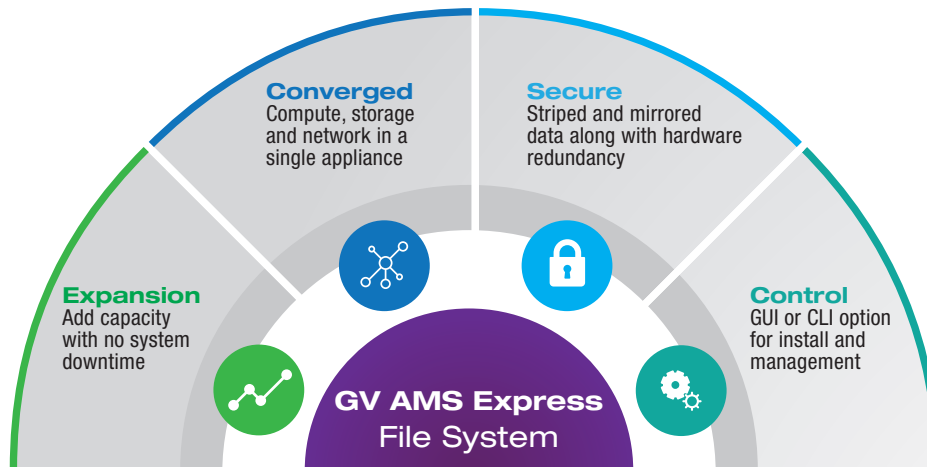 Converged
Compute, storage
and network in a
single appliance
Secure
Striped and mirrored
data along with hardware
redundancy
Expansion
Add capacity
with no system
downtime
Control
GUI or CLI option
for install and
management
GV AMS Express
File System